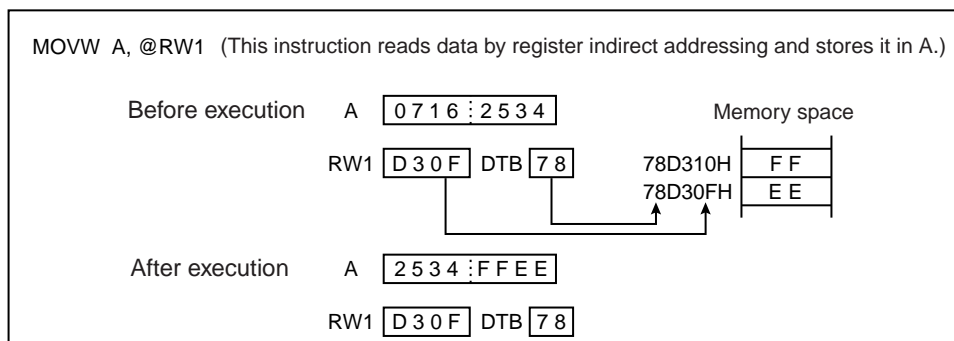 MOVW A, @RW1 (This instruction reads data by register indirect addressing and stores it in A.)
Before execution A 0716 2534 Memory space
RW1 D30F DTB 78 78D310H FF
78D30FH EE
After execution A 2534 FFEE
RW1 D30F DTB 78